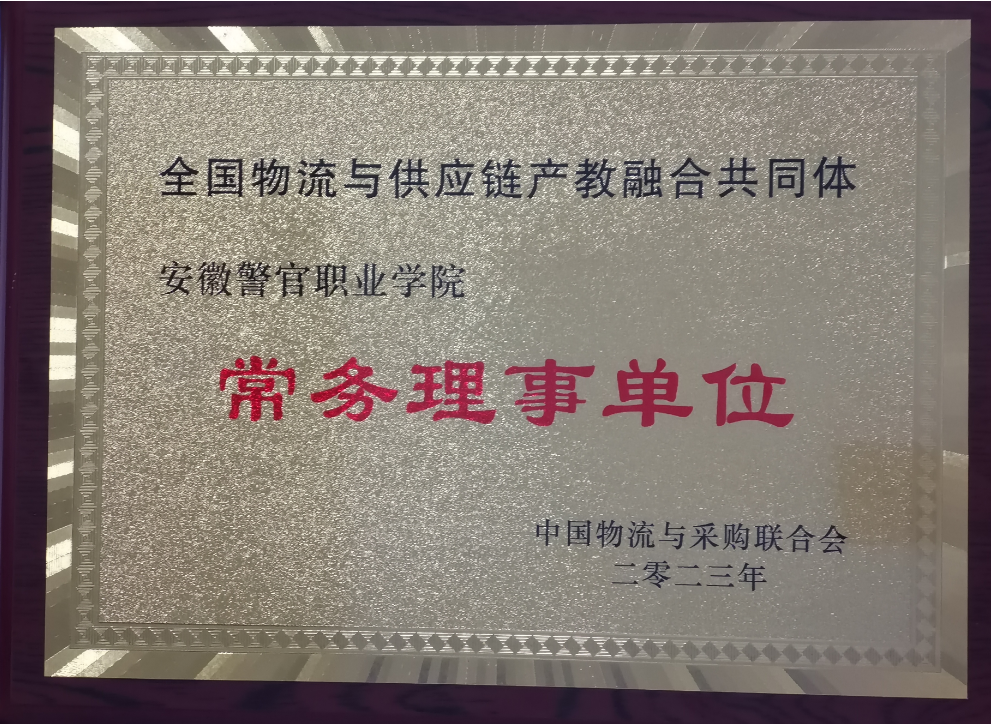 全国物流与供应链产教融合共同体
安徽警官职业学院
常务理事单位
中国物流与采购联合会
二零二三年